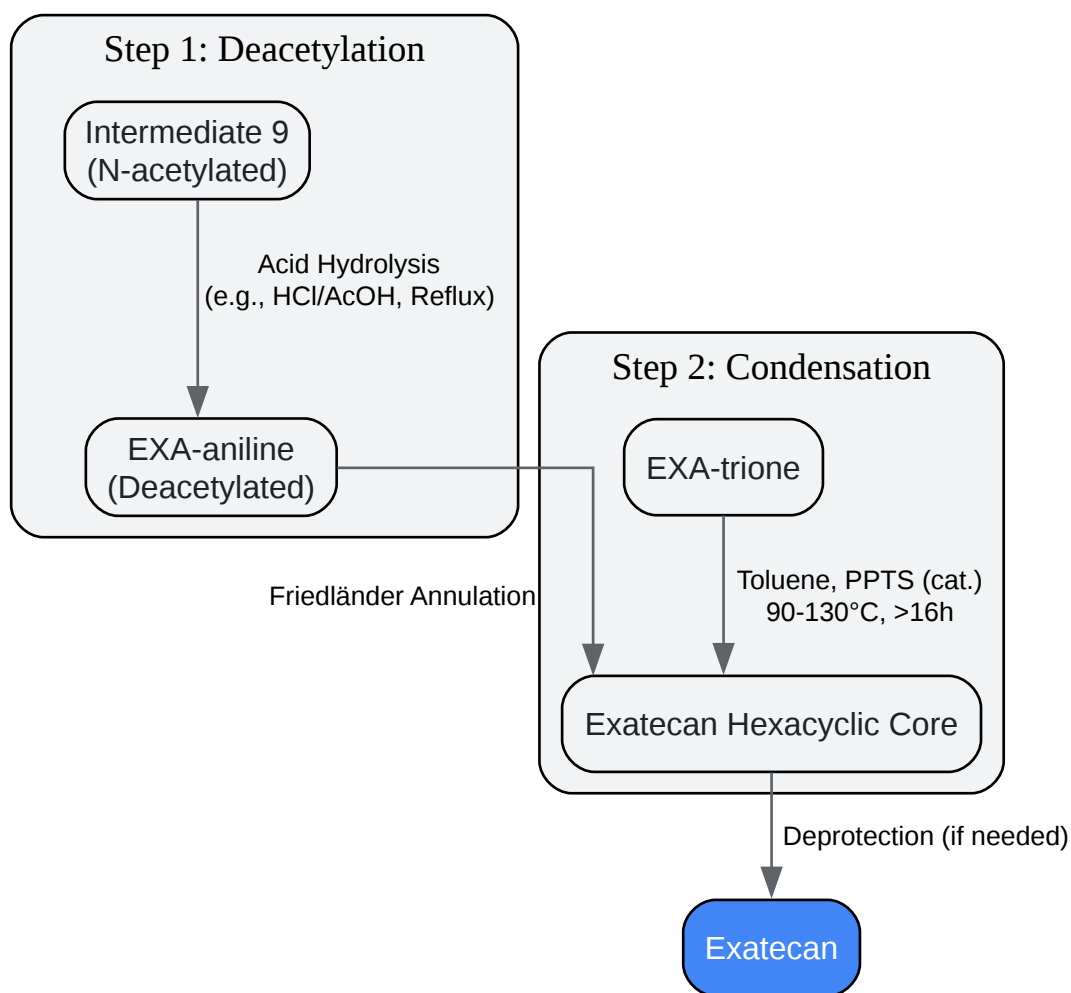 Step 1: Deacetylation
Intermediate 9
(N-acetylated)
Acid Hydrolysis
(e.g., HCl/AcOH, Reflux)
EXA-aniline
(Deacetylated)
Friedländer Annulation
Step 2: Condensation
EXA-trione
Toluene, PPTS (cat.)
90-130°C, >16h
Exatecan Hexacyclic Core
Deprotection (if needed)
Exatecan